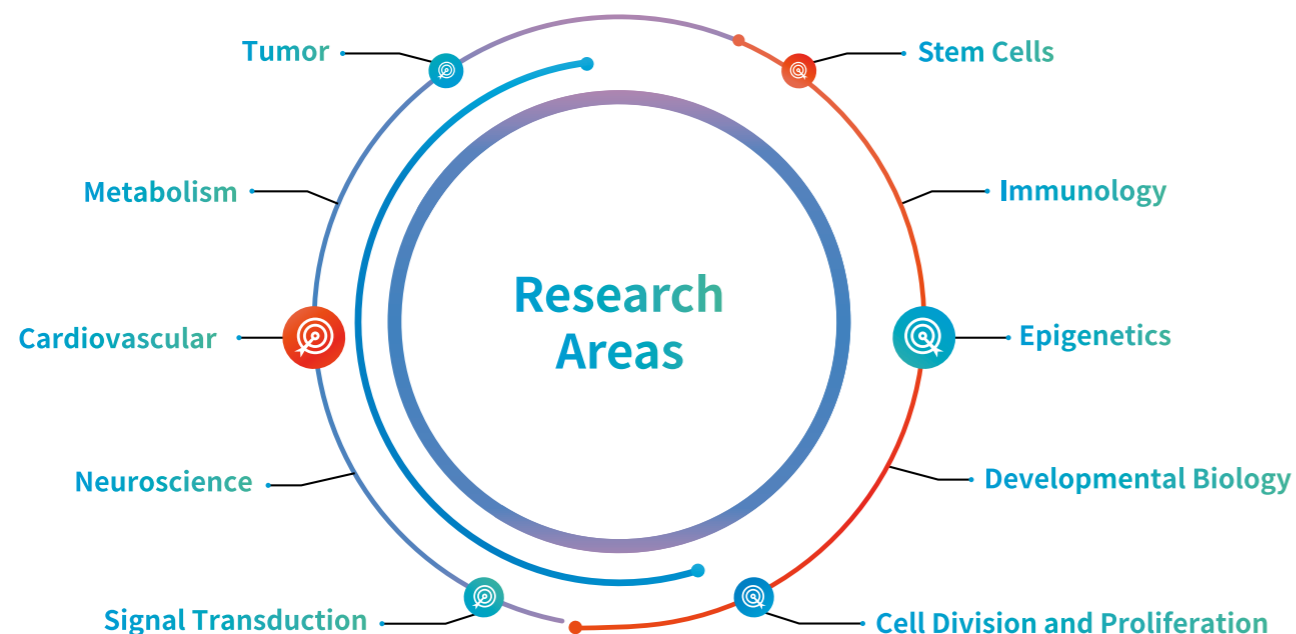 Tumor
Stem Cells
Metabolism
Immunology
Research
Areas
Cardiovascular
Epigenetics
Neuroscience
Developmental Biology
Signal Transduction
Cell Division and Proliferation